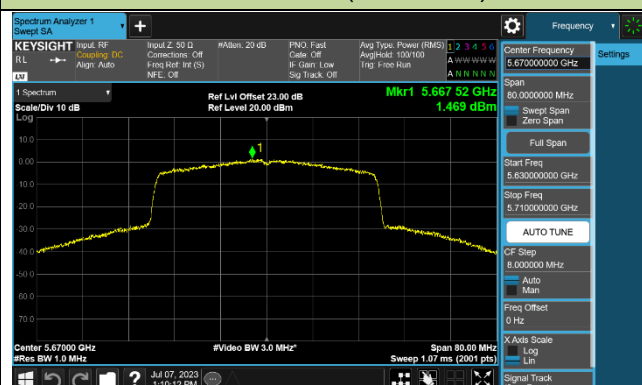 Spectrum Analyzer 1
Swept SA
Frequency
KEYSIGHT
RL
LXI
Input: RF
Coupling: DC
Align: Auto
Input Z: 50 Ω
Corrections: Off
Freq Ref: Int (S)
NFE: Off
#Atten: 20 dB
PNO: Fast
Gate: Off
IF Gain: Low
Sig Track: Off
Avg Type: Power (RMS)
Avg|Hold: 100/100
Trig: Free Run
1 2 3 4 5 6
A WW W W W
A N N N N N
Center Frequency
5.670000000 GHz
Settings
Span
80.0000000 MHz
Swept Span
Zero Span
Full Span
Start Freq
5.630000000 GHz
Stop Freq
5.710000000 GHz
AUTO TUNE
CF Step
8.000000 MHz
Auto
Man
Freq Offset
0 Hz
X Axis Scale
Log
Lin
Signal Track
1 Spectrum
Scale/Div 10 dB
Log
Ref Lvl Offset 23.00 dB
Ref Level 20.00 dBm
Mkr1 5.667 52 GHz
1.469 dBm
1
10.0
0.00
-10.0
-20.0
-30.0
-40.0
-50.0
-60.0
-70.0
Center 5.67000 GHz
#Res BW 1.0 MHz
#Video BW 3.0 MHz*
Span 80.00 MHz
Sweep 1.07 ms (2001 pts)
Jul 07, 2023
1:10:12 PM